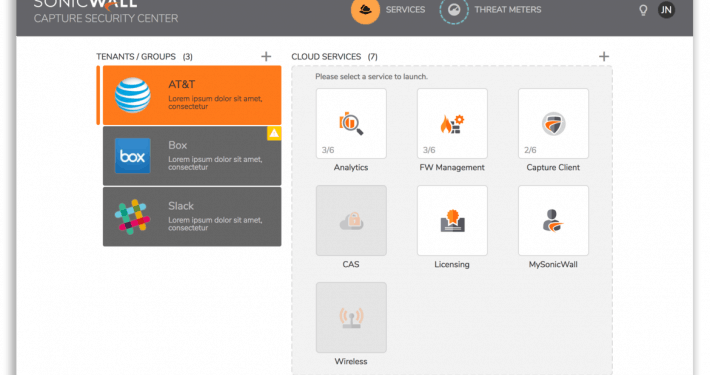 SONICWALL
CAPTURE SECURITY CENTER
SERVICES
THREAT METERS
JN
TENANTS / GROUPS (3)
AT&T
Lorem ipsum dolor sit amet,
consectetur
box
Box
Lorem ipsum dolor sit amet,
consectetur
Slack
Lorem ipsum dolor sit amet,
consectetur
CLOUD SERVICES (7)
Please select a service to launch.
3/6
3/6
2/6
Analytics
FW Management
Capture Client
CAS
Licensing
MySonicWall
Wireless